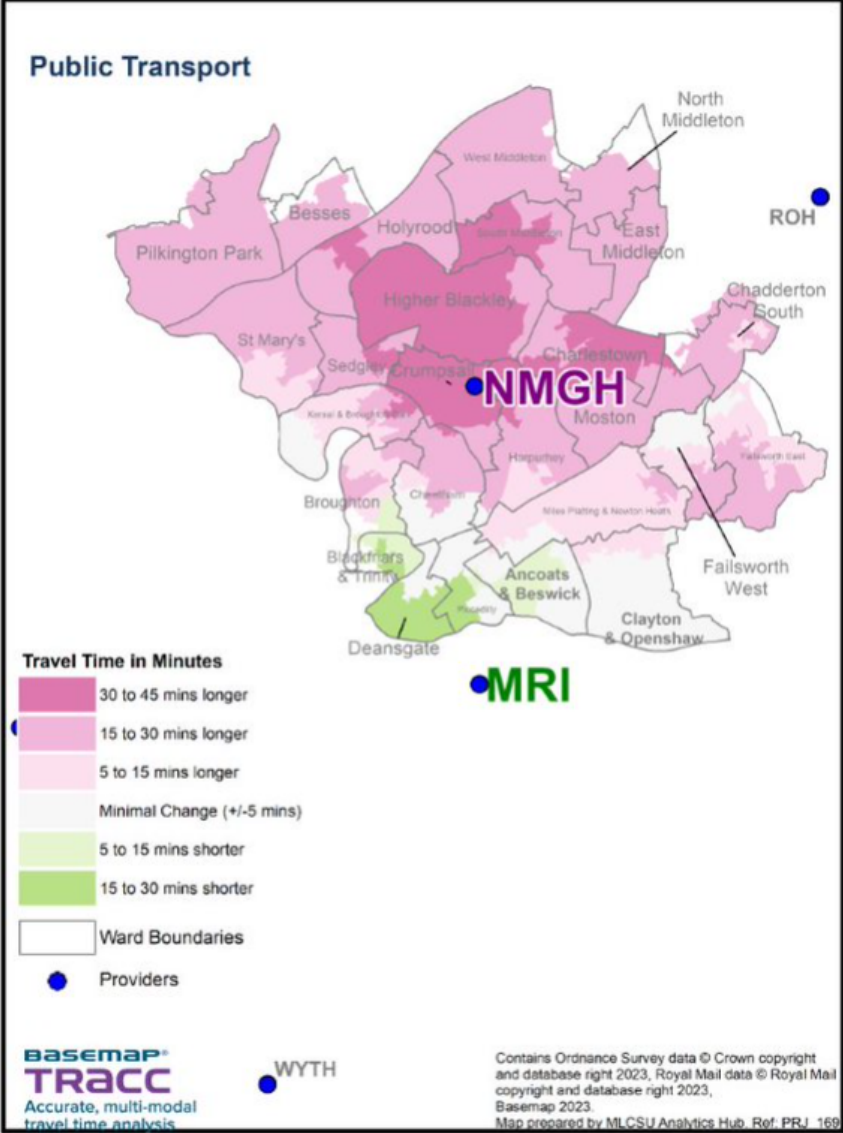 Public Transport
North
Middleton
West Middleton
ROH
Besses
Holyrood
South Middleton
East
Middleton
Pilkington Park
Chadderton
South
Higher Blackley
St Mary's
Charlestown
Sedgley
Crumpsall
NMGH
Moston
Harpurhey
Failsworth East
Cheetham
Broughton
Miles Platting & Newton Heath
Blackfriars
& Trinity
Failsworth
West
Ancoats
& Beswick
Piccadilly
Clayton
& Openshaw
Deansgate
MRI
Travel Time in Minutes
30 to 45 mins longer
15 to 30 mins longer
5 to 15 mins longer
Minimal Change (+/-5 mins)
5 to 15 mins shorter
15 to 30 mins shorter
Ward Boundaries
Providers
WYTH
BASEMAP®
TRACC
Accurate, multi-modal
travel time analysis
Contains Ordnance Survey data © Crown copyright
and database right 2023, Royal Mail data © Royal Mail
copyright and database right 2023,
Basemap 2023.
Map prepared by MLCSU Analytics Hub. Ref: PRJ_169